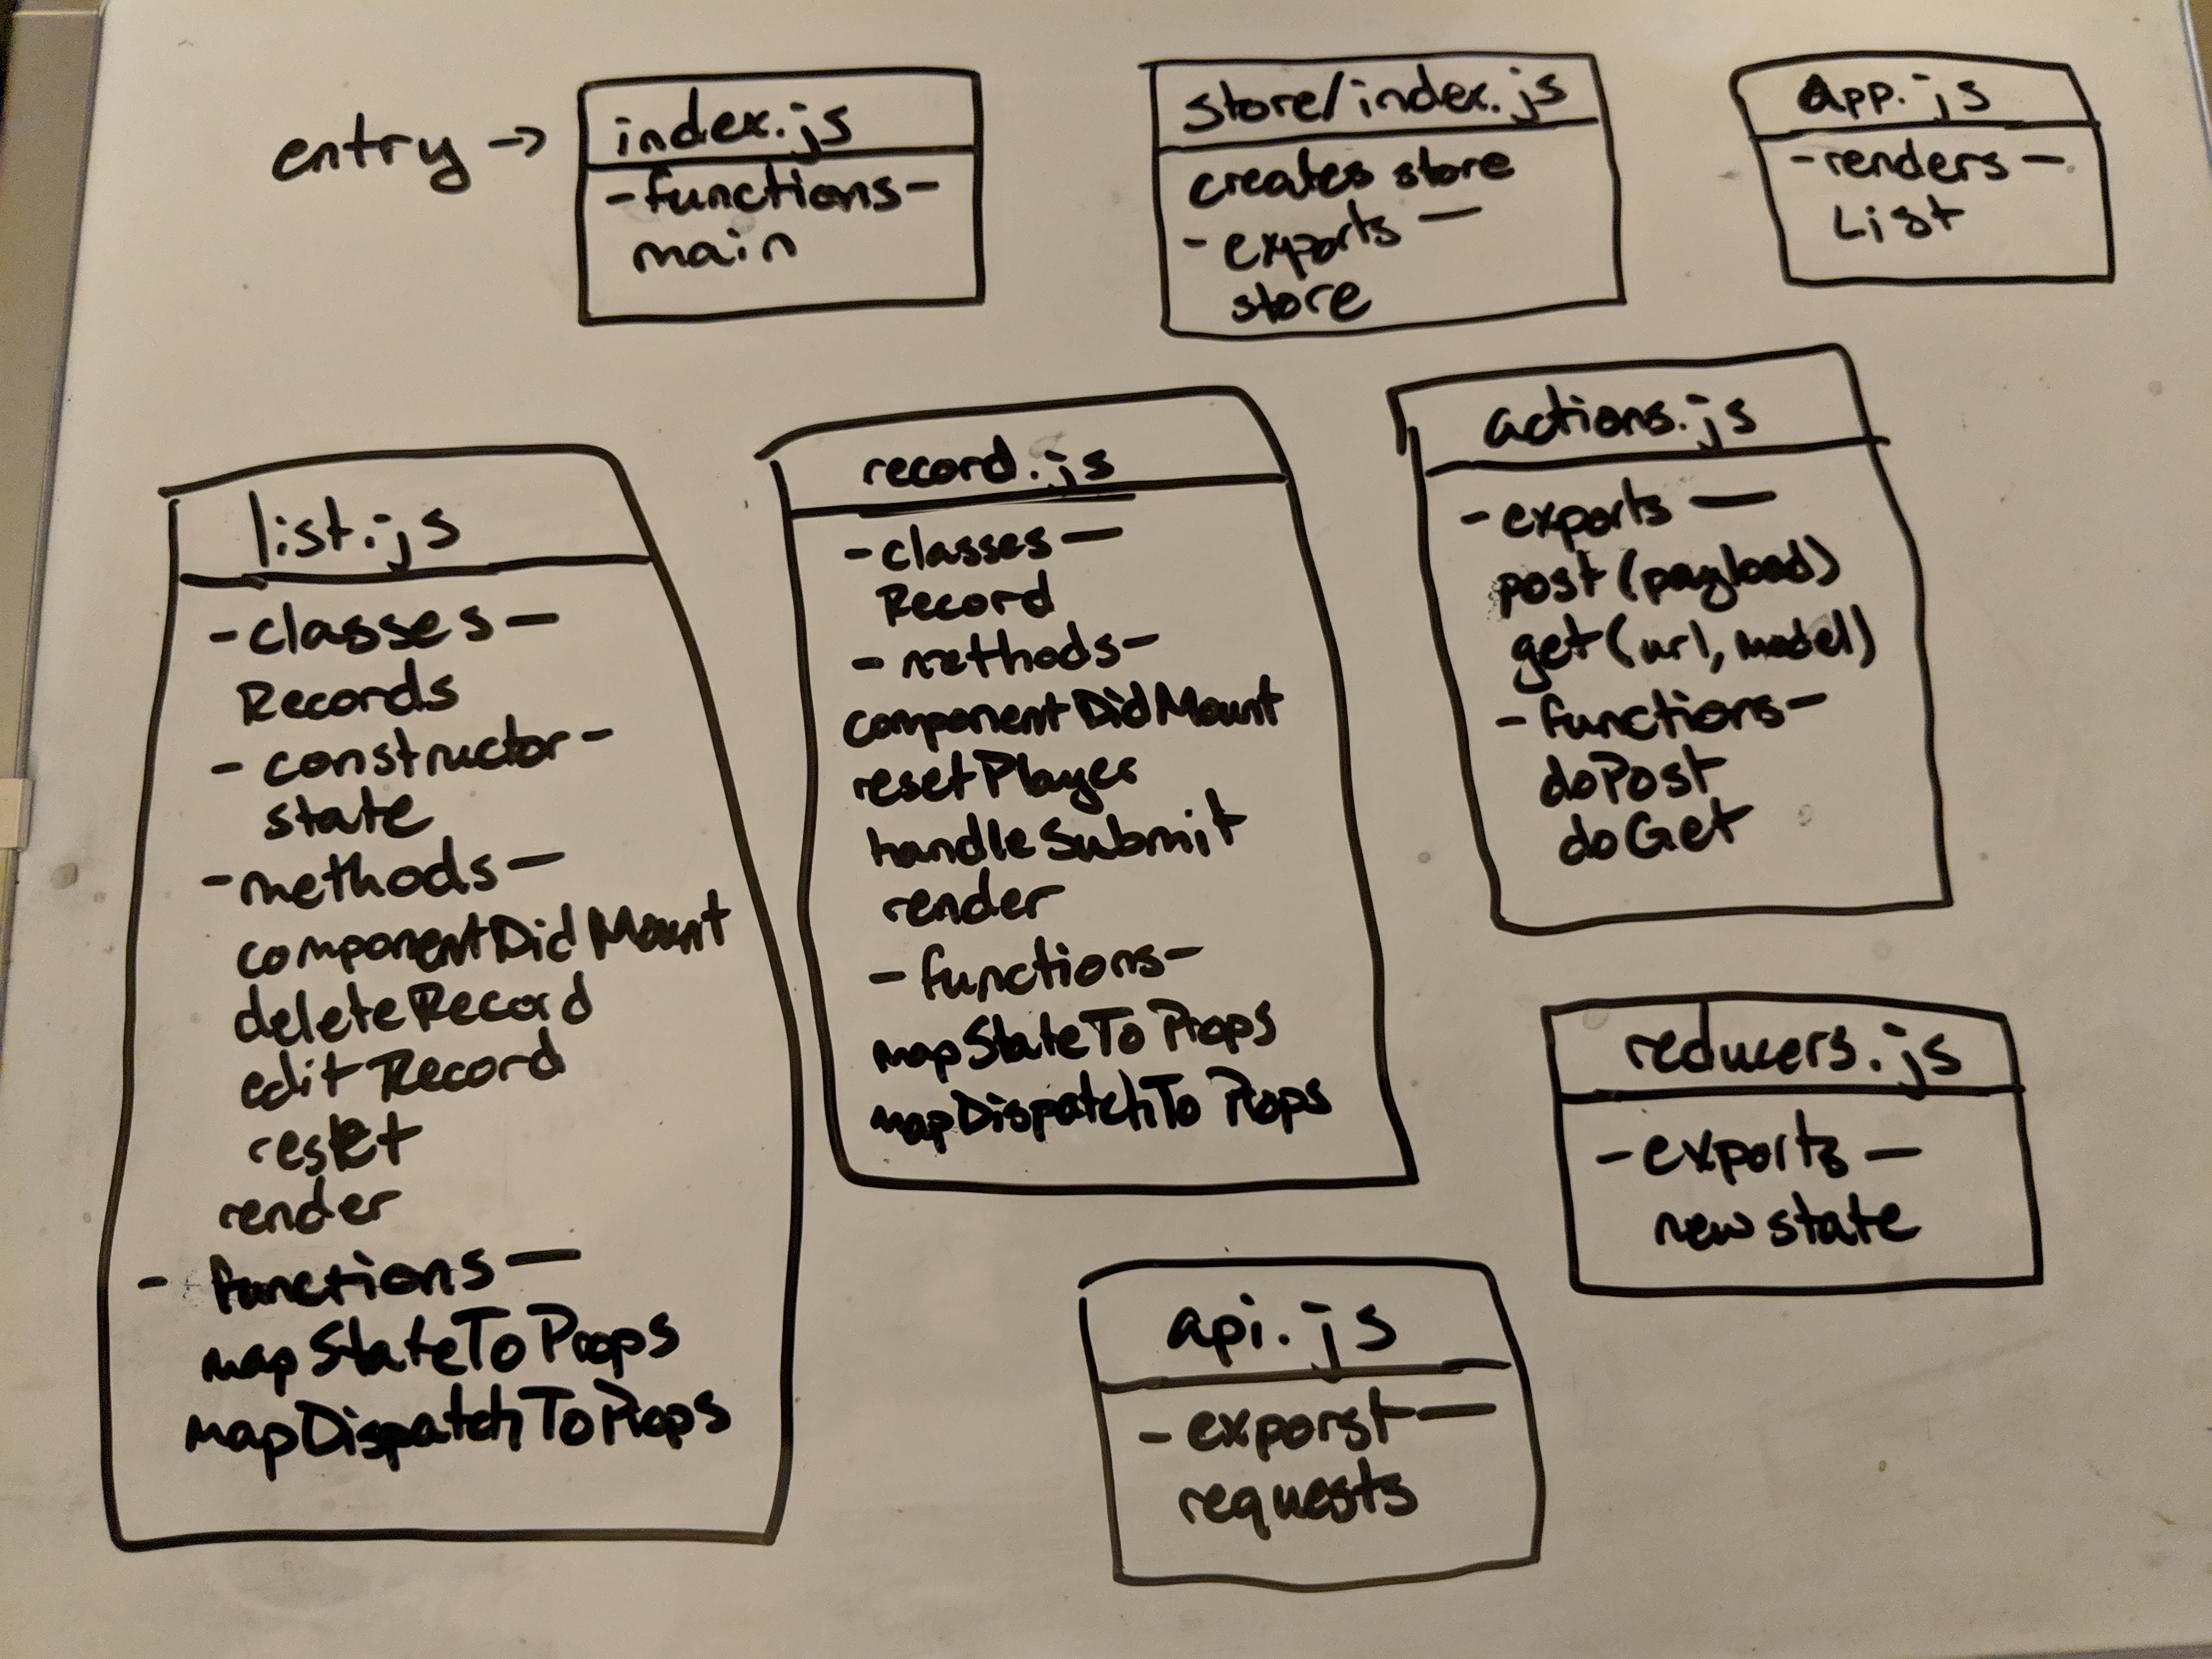 entry →
index.js
-functions-
main
store/index.js
creates store
-exports-
store
app.js
-renders-
List
list.js
-classes-
Records
-constructor-
state
-methods-
componentDidMount
deleteRecord
editRecord
reset
render
-functions-
mapStateToProps
mapDispatchToProps
record.js
-classes-
Record
-methods-
componentDidMount
resetPlayer
handleSubmit
render
-functions-
mapStateToProps
mapDispatchToProps
actions.js
-exports-
post(payload)
get(url, model)
-functions-
doPost
doGet
reducers.js
-exports-
new state
api.js
-exporst-
requests